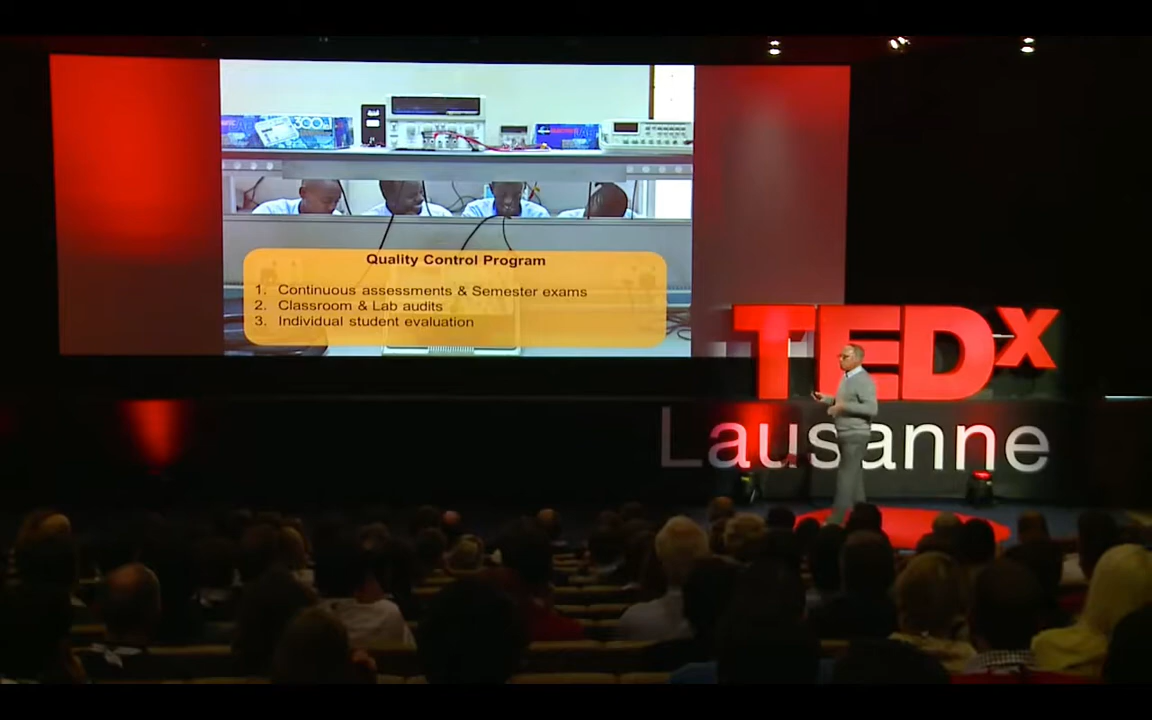 Quality Control Program
1. Continuous assessments & Semester exams
2. Classroom & Lab audits
3. Individual student evaluation
TEDx
Lausanne